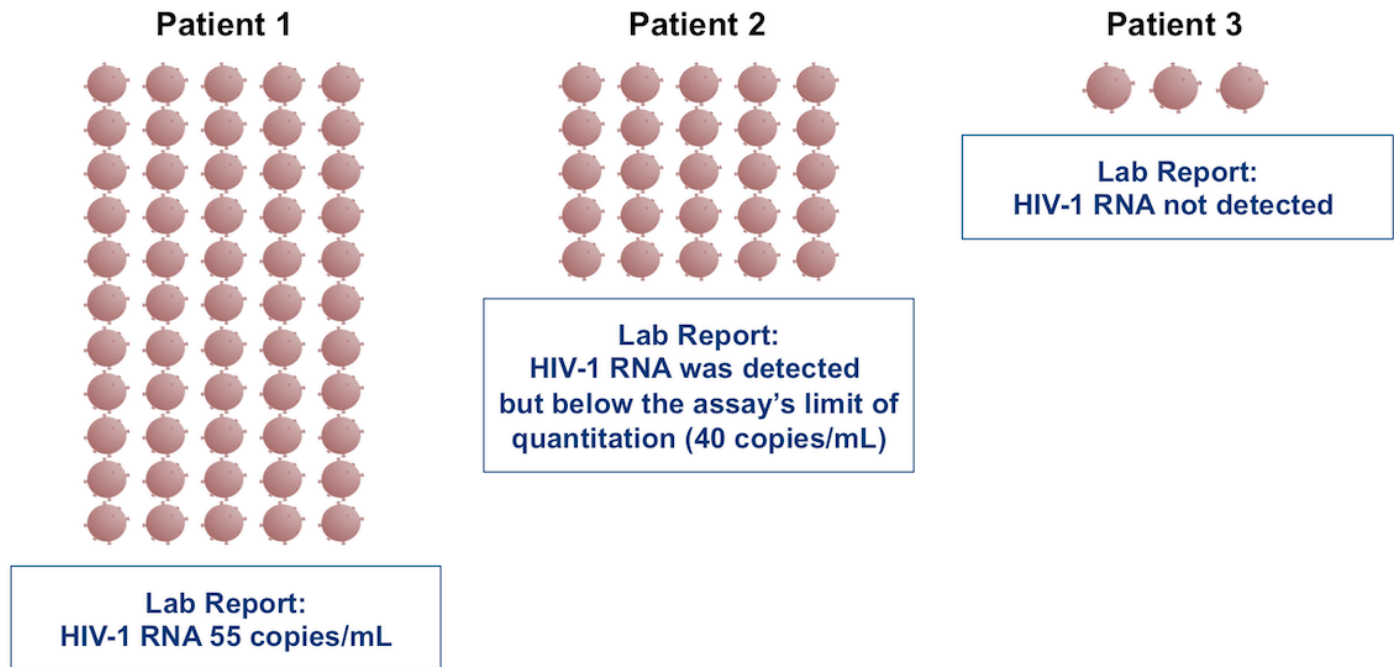 Patient 1
Lab Report:
HIV-1 RNA 55 copies/mL
Patient 2
Lab Report:
HIV-1 RNA was detected
but below the assay's limit of
quantitation (40 copies/mL)
Patient 3
Lab Report:
HIV-1 RNA not detected